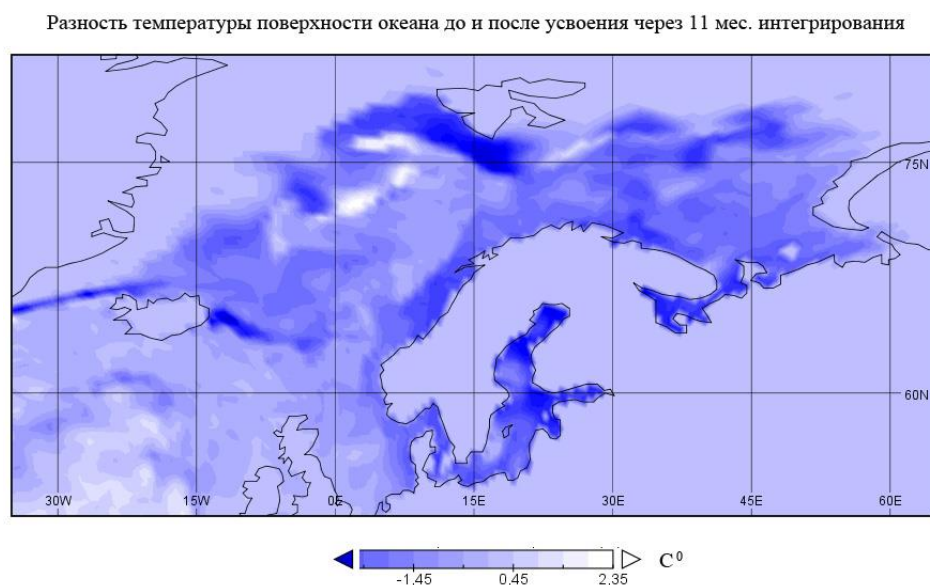 Разность температуры поверхности океана до и после усвоения через 11 мес. интегрирования
75N
60N
30W 15W 0E 15E 30E 45E 60E
C⁰
-1.45 0.45 2.35